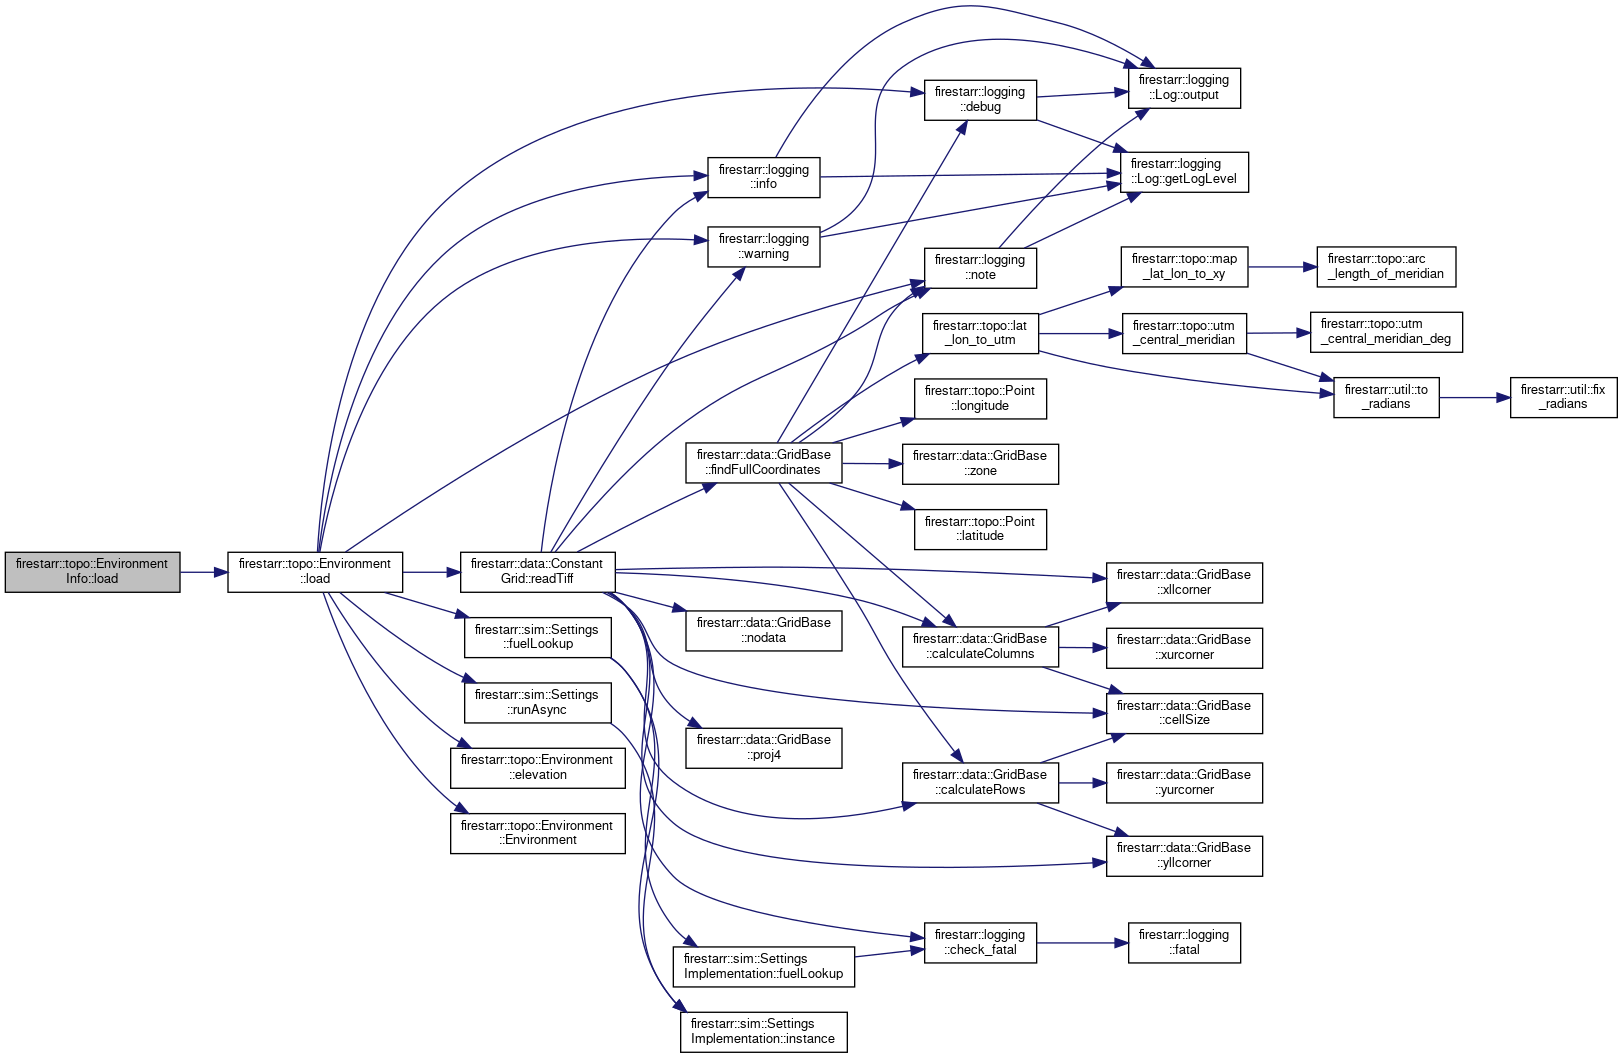 firestarr::topo::Environment
Info::load
firestarr::topo::Environment
::load
firestarr::data::Constant
Grid::readTiff
firestarr::sim::Settings
::fuelLookup
firestarr::sim::Settings
::runAsync
firestarr::topo::Environment
::elevation
firestarr::topo::Environment
::Environment
firestarr::logging
::info
firestarr::logging
::warning
firestarr::data::GridBase
::findFullCoordinates
firestarr::data::GridBase
::nodata
firestarr::data::GridBase
::proj4
firestarr::sim::Settings
Implementation::fuelLookup
firestarr::sim::Settings
Implementation::instance
firestarr::logging
::debug
firestarr::logging
::note
firestarr::topo::lat
_lon_to_utm
firestarr::topo::Point
::longitude
firestarr::data::GridBase
::zone
firestarr::topo::Point
::latitude
firestarr::data::GridBase
::calculateColumns
firestarr::data::GridBase
::calculateRows
firestarr::logging
::check_fatal
firestarr::logging
::Log::output
firestarr::logging
::Log::getLogLevel
firestarr::topo::map
_lat_lon_to_xy
firestarr::topo::utm
_central_meridian
firestarr::data::GridBase
::xllcorner
firestarr::data::GridBase
::xurcorner
firestarr::data::GridBase
::cellSize
firestarr::data::GridBase
::yurcorner
firestarr::data::GridBase
::yllcorner
firestarr::logging
::fatal
firestarr::topo::arc
_length_of_meridian
firestarr::topo::utm
_central_meridian_deg
firestarr::util::to
_radians
firestarr::util::fix
_radians